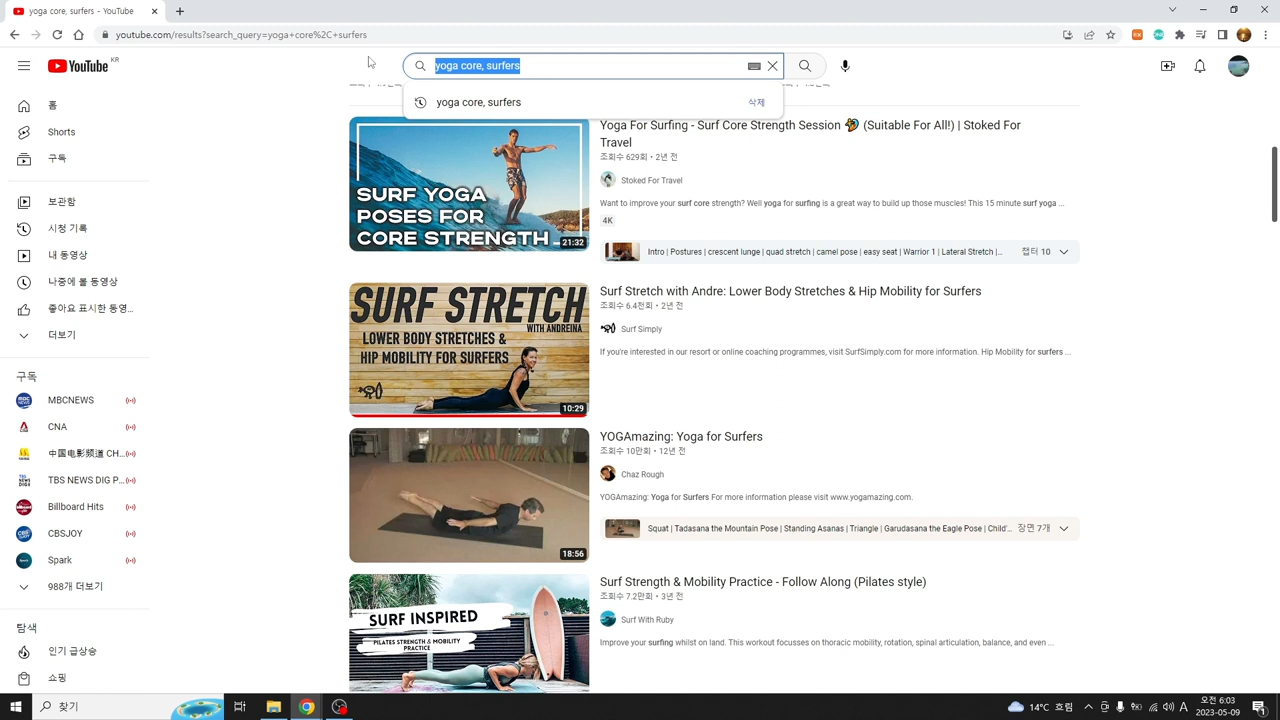 yoga core, surfers - YouTube
youtube.com/results?search_query=yoga+core%2C+surfers
YouTube KR
yoga core, surfers
yoga core, surfers
삭제
홈
Shorts
구독
보관함
시청 기록
내 동영상
나중에 볼 동영상
좋아요 표시한 동영...
더보기
구독
MBCNEWS
CNA
中国电影频道 CH...
TBS NEWS DIG P...
Billboard Hits
CBSJOY
Spark
988개 더보기
탐색
인기 급상승
쇼핑
SURF YOGA
POSES FOR
CORE STRENGTH
21:32
Yoga For Surfing - Surf Core Strength Session 🏄 (Suitable For All!) | Stoked For
Travel
조회수 629회 • 2년 전
Stoked For Travel
Want to improve your surf core strength? Well yoga for surfing is a great way to build up those muscles! This 15 minute surf yoga ...
4K
Intro | Postures | crescent lunge | quad stretch | camel pose | easy seat | Warrior 1 | Lateral Stretch |...
챕터 10
SURF STRETCH
WITH ANDREINA
LOWER BODY STRETCHES &
HIP MOBILITY FOR SURFERS
10:29
Surf Stretch with Andre: Lower Body Stretches & Hip Mobility for Surfers
조회수 6.4천회 • 2년 전
Surf Simply
If you're interested in our resort or online coaching programmes, visit SurfSimply.com for more information. Hip Mobility for surfers ...
18:56
YOGAmazing: Yoga for Surfers
조회수 10만회 • 12년 전
Chaz Rough
YOGAmazing: Yoga for Surfers For more information please visit www.yogamazing.com.
Squat | Tadasana the Mountain Pose | Standing Asanas | Triangle | Garudasana the Eagle Pose | Child'...
장면 7개
SURF INSPIRED
PILATES STRENGTH & MOBILITY
PRACTICE
Surf Strength & Mobility Practice - Follow Along (Pilates style)
조회수 7.2만회 • 3년 전
Surf With Ruby
Improve your surfing whilst on land. This workout focusses on thoracic mobility, rotation, spinal articulation, balance, and even ...
찾기
14°C 흐림
A
오전 6:03
2023-05-09